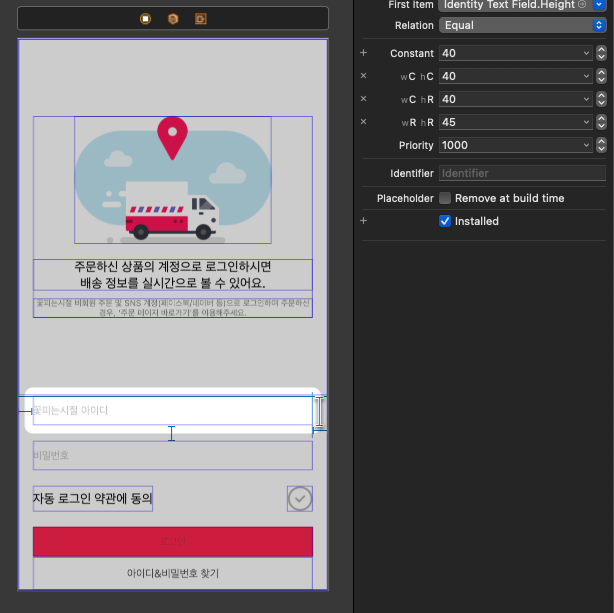 First Item Identity Text Field.Height
Relation Equal
Constant 40
wC hC 40
wC hR 40
wR hR 45
Priority 1000
Identifier Identifier
Placeholder Remove at build time
Installed
주문하신 상품의 계정으로 로그인하시면
배송 정보를 실시간으로 볼 수 있어요.
꽃피는시절 비회원 주문 및 SNS 계정(페이스북/네이버 등)으로 로그인하여 주문하신
경우, '주문 페이지 바로가기'를 이용해주세요.
꽃피는시절 아이디
비밀번호
자동 로그인 약관에 동의
로그인
아이디&비밀번호 찾기